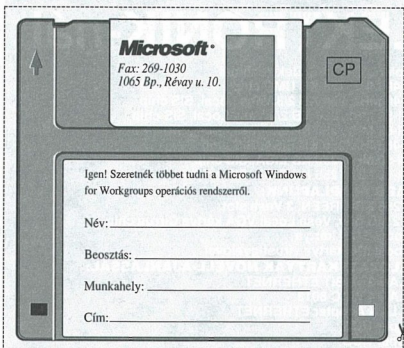 Microsoft
Fax: 269-1030
1065 Bp., Révay u. 10.
CP
Igen! Szeretnék többet tudni a Microsoft Windows
for Workgroups operációs rendszerről.
Név:
Beosztás:
Munkahely:
Cím: